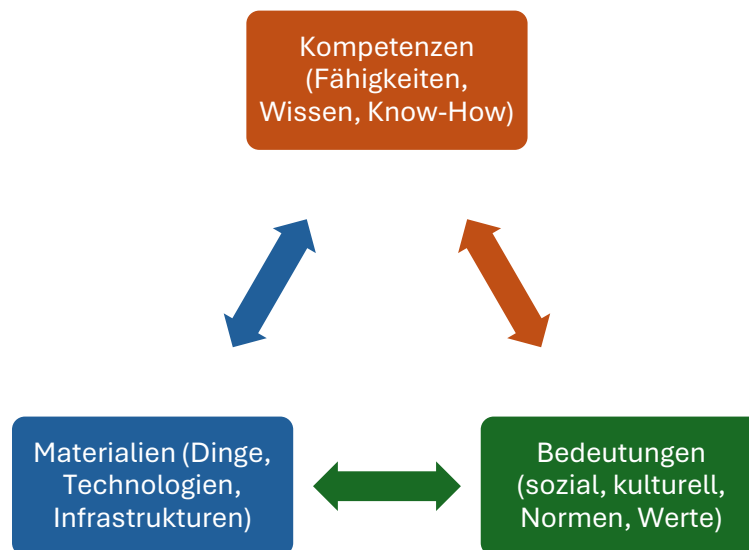 Kompetenzen
(Fähigkeiten,
Wissen, Know-How)
Materialien (Dinge,
Technologien,
Infrastrukturen)
Bedeutungen
(sozial, kulturell,
Normen, Werte)